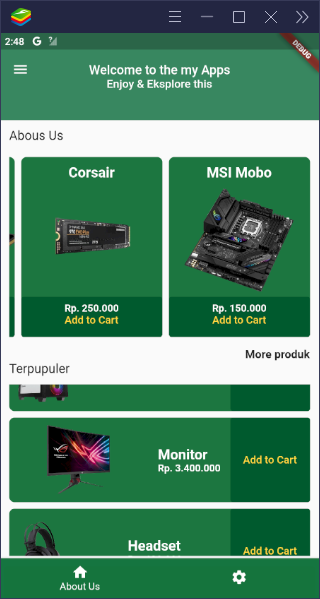 2:48
DEBUG
Welcome to the my Apps
Enjoy & Eksplore this
Abous Us
Corsair
MSI Mobo
Rp. 250.000
Add to Cart
Rp. 150.000
Add to Cart
More produk
Terpupuler
Monitor
Rp. 3.400.000
Add to Cart
Headset
Add to Cart
About Us